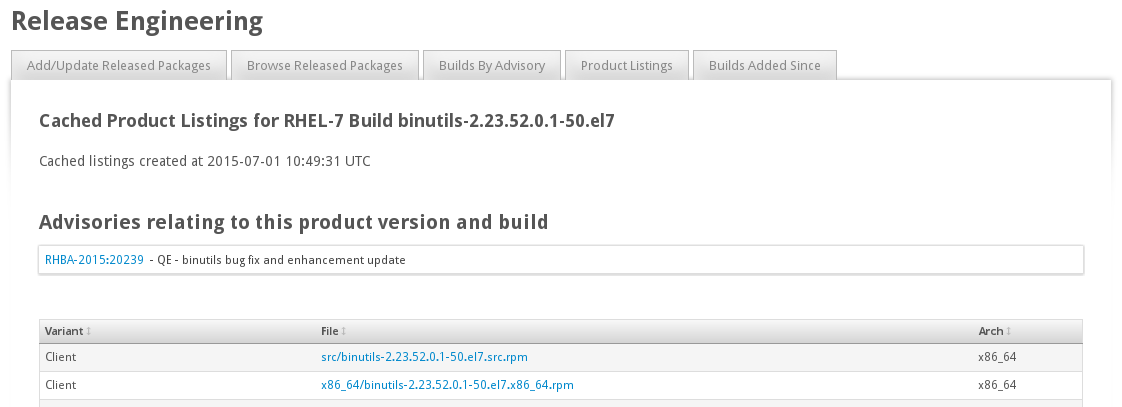 Release Engineering
Add/Update Released Packages Browse Released Packages Builds By Advisory Product Listings Builds Added Since
Cached Product Listings for RHEL-7 Build binutils-2.23.52.0.1-50.el7
Cached listings created at 2015-07-01 10:49:31 UTC
Advisories relating to this product version and build
RHBA-2015:20239 - QE - binutils bug fix and enhancement update
Variant File Arch
Client src/binutils-2.23.52.0.1-50.el7.src.rpm x86_64
Client x86_64/binutils-2.23.52.0.1-50.el7.x86_64.rpm x86_64